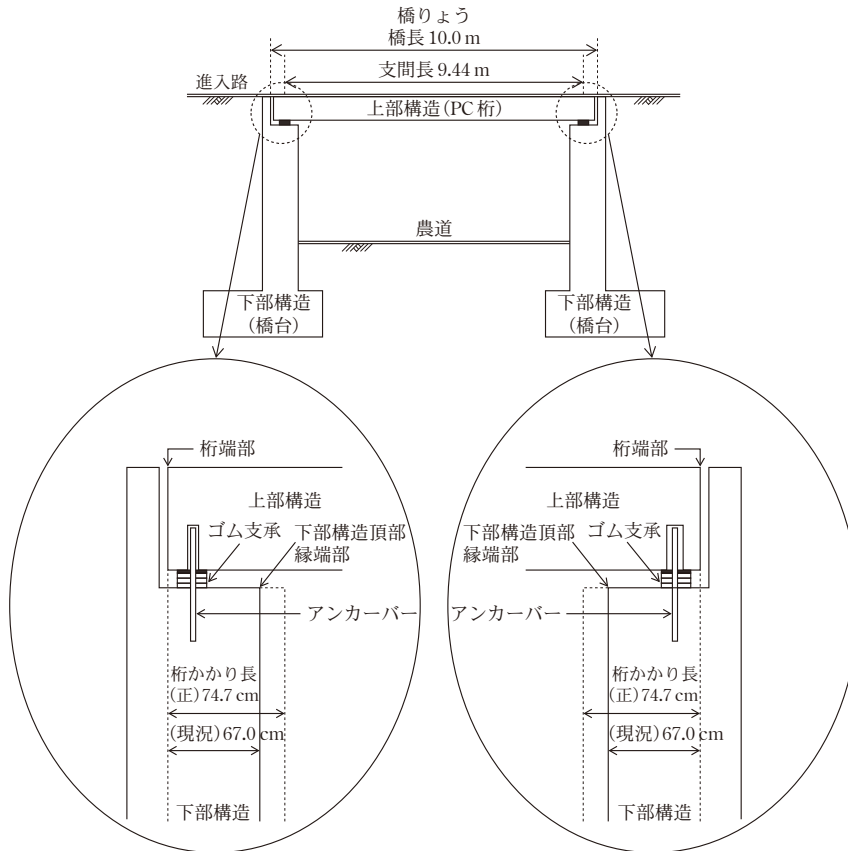 橋りょう
橋長 10.0 m
支間長 9.44 m
進入路
上部構造(PC 桁)
農道
下部構造
(橋台)
下部構造
(橋台)
桁端部
上部構造
ゴム支承
下部構造頂部
縁端部
アンカーバー
桁かかり長
(正)74.7 cm
(現況)67.0 cm
下部構造
桁端部
上部構造
下部構造頂部
縁端部
ゴム支承
アンカーバー
桁かかり長
(正)74.7 cm
(現況)67.0 cm
下部構造